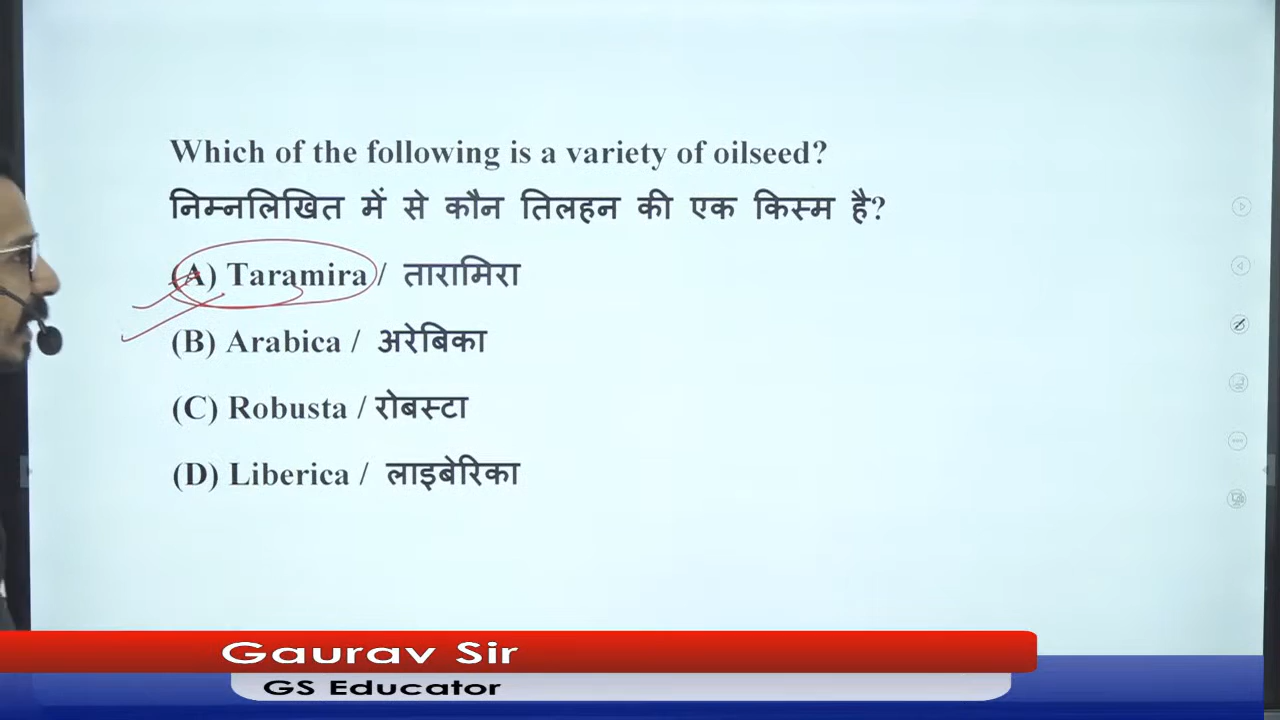 Which of the following is a variety of oilseed?
निम्नलिखित में से कौन तिलहन की एक किस्म है?
(A) Taramira / तारामिरा
(B) Arabica / अरेबिका
(C) Robusta / रोबस्टा
(D) Liberica / लाइबेरिका
Gaurav Sir
GS Educator